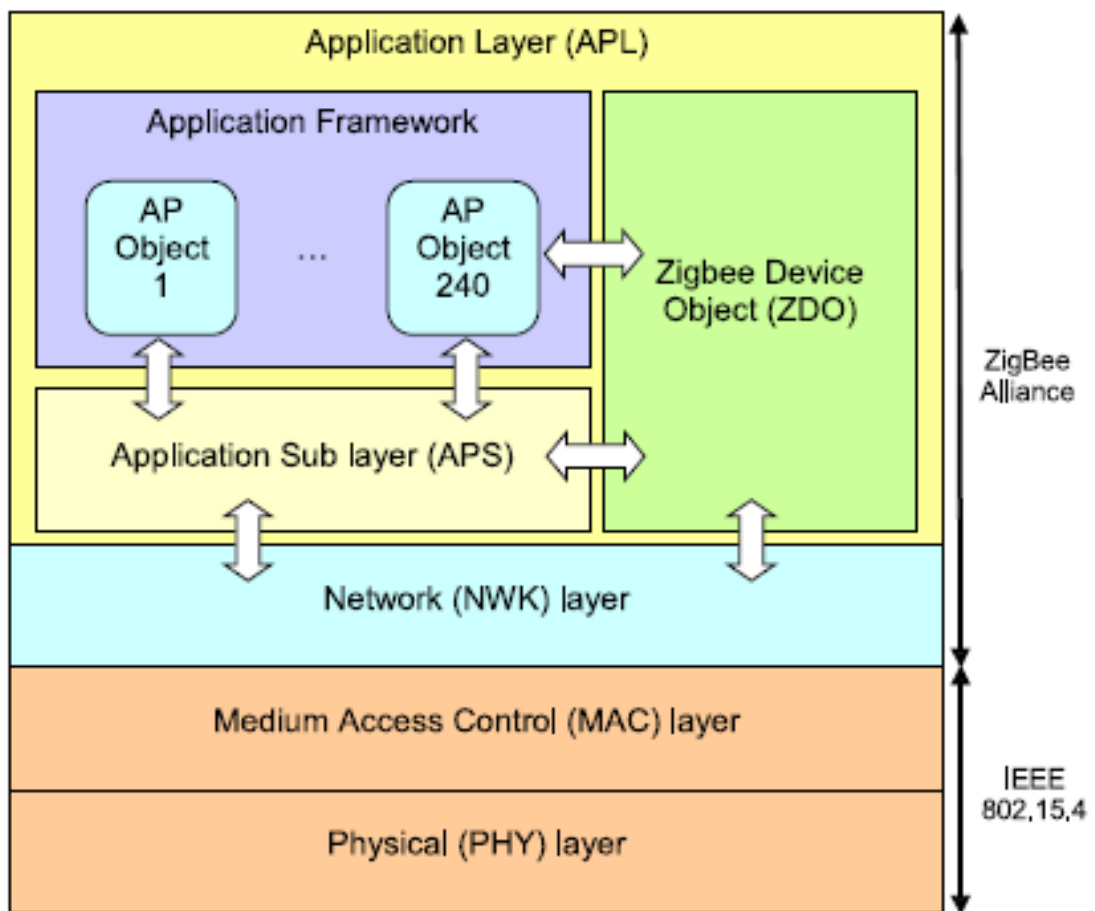 Application Layer (APL)
Application Framework
AP
Object
1
...
AP
Object
240
Zigbee Device
Object (ZDO)
Application Sub layer (APS)
Network (NWK) layer
Medium Access Control (MAC) layer
Physical (PHY) layer
ZigBee
Alliance
IEEE
802.15.4